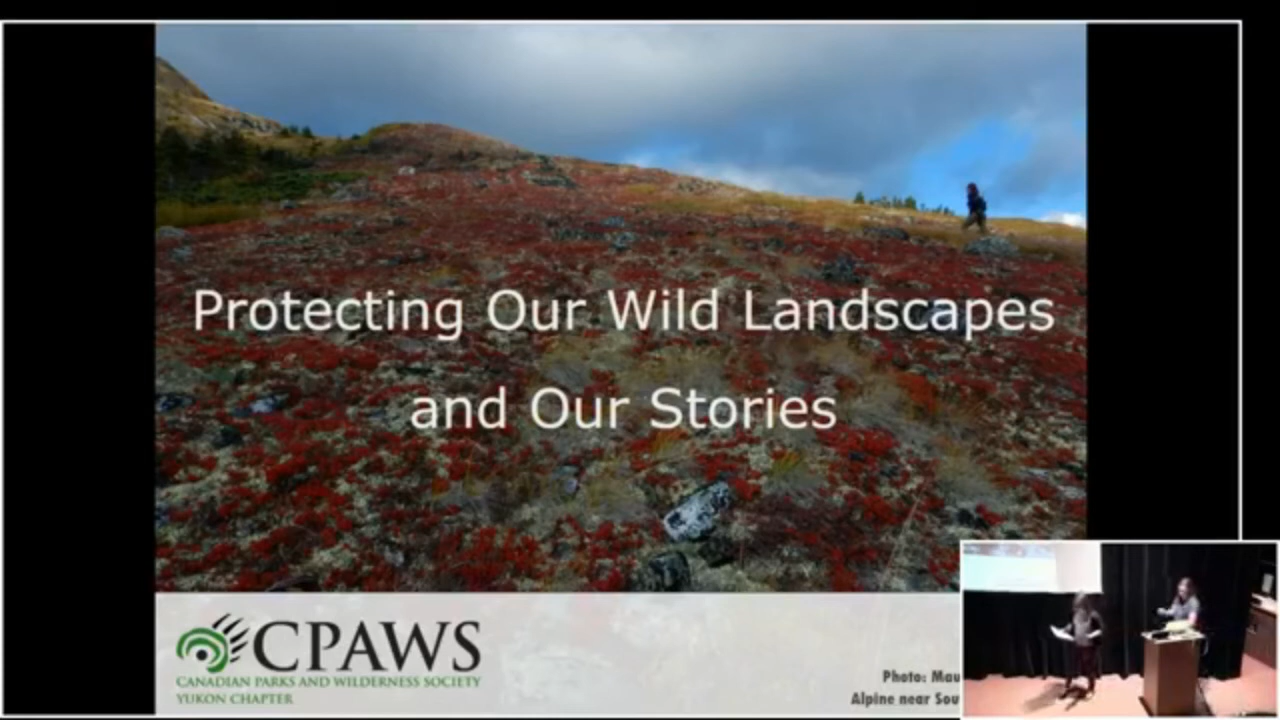 Protecting Our Wild Landscapes
and Our Stories
CPAWS
CANADIAN PARKS AND WILDERNESS SOCIETY
YUKON CHAPTER
Photo:
Alpine near